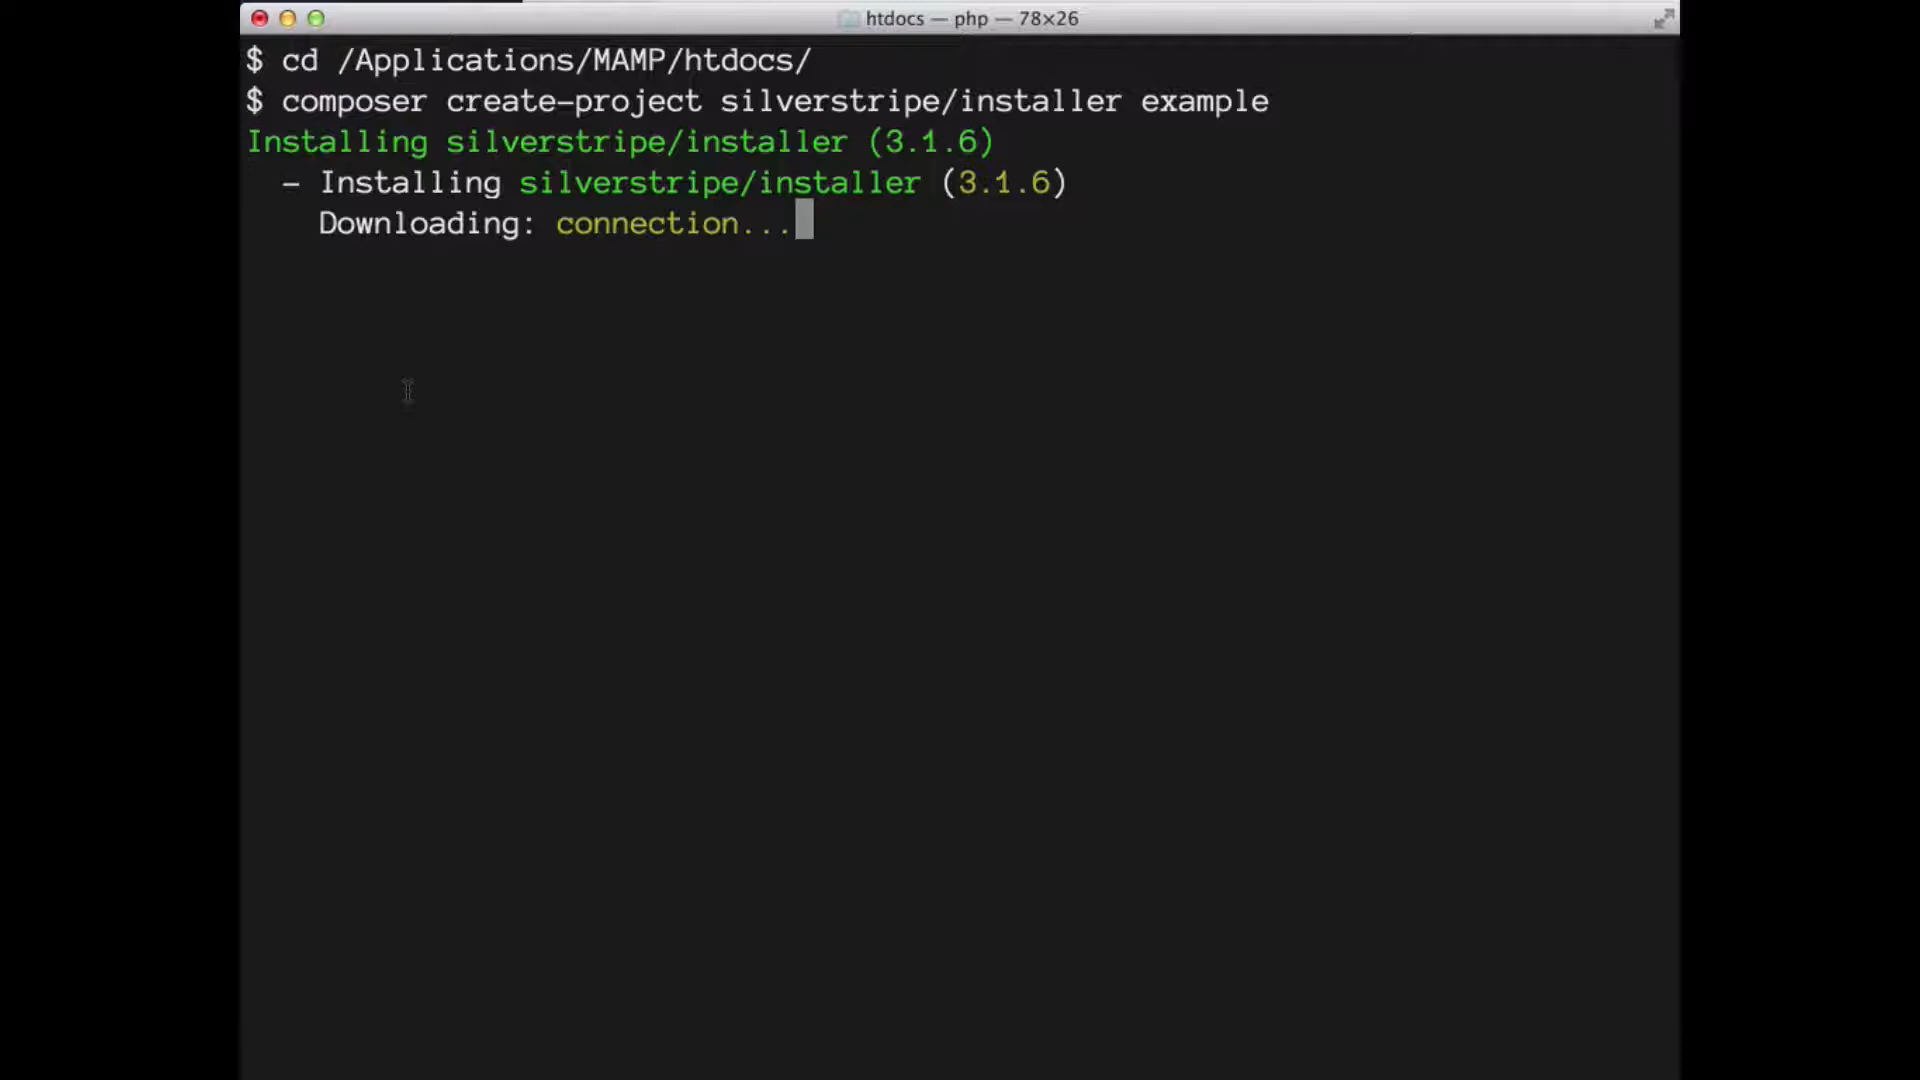 htdocs — php — 78×26
$ cd /Applications/MAMP/htdocs/
$ composer create-project silverstripe/installer example
Installing silverstripe/installer (3.1.6)
  - Installing silverstripe/installer (3.1.6)
    Downloading: connection...